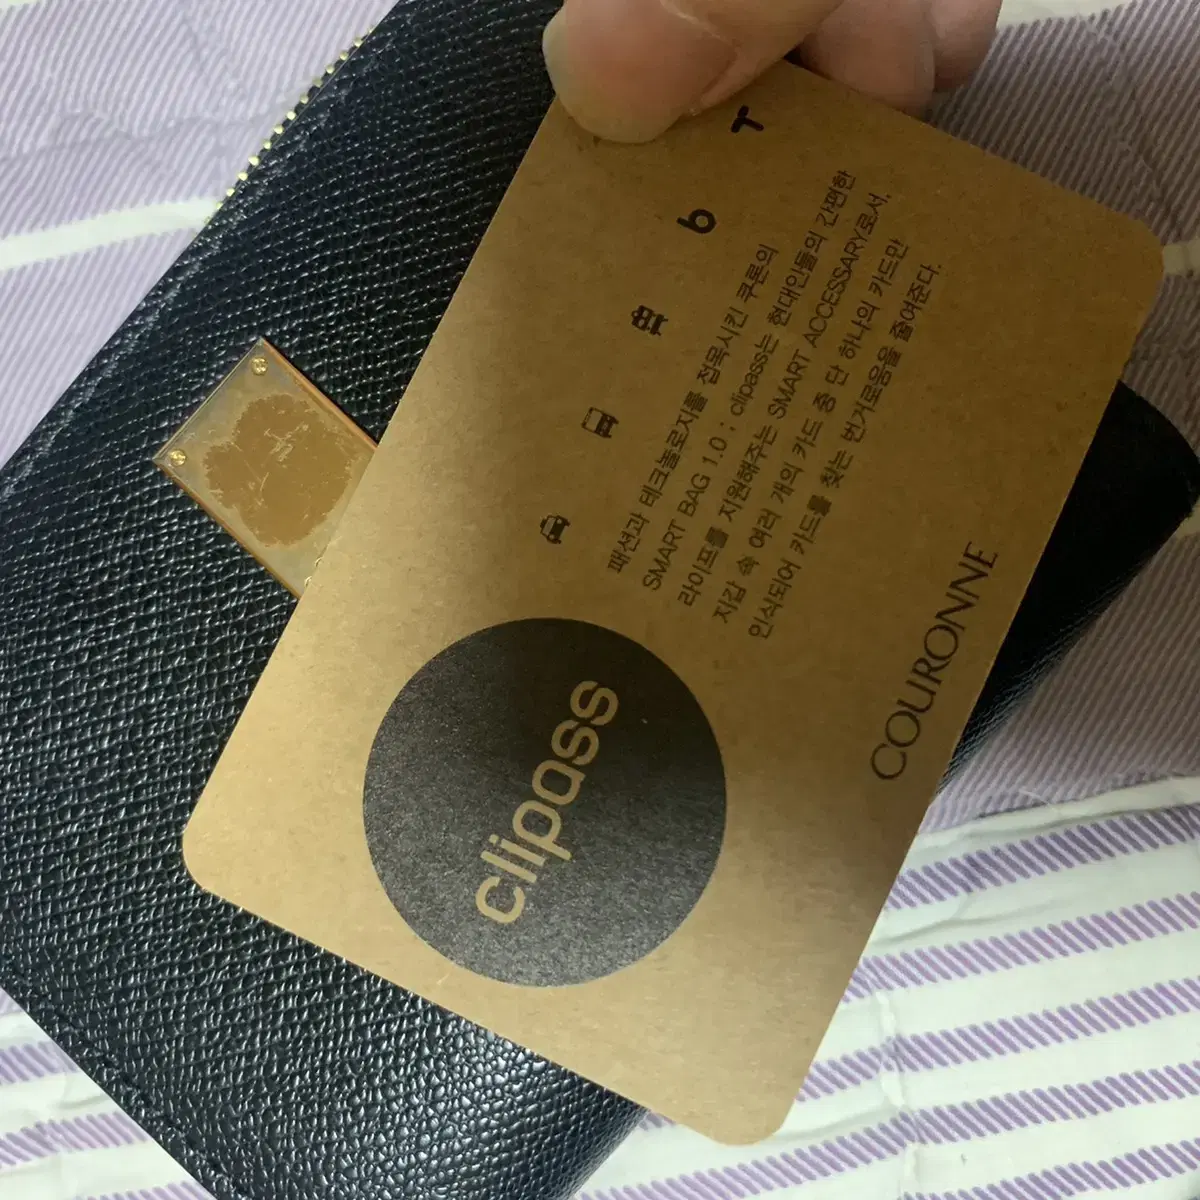 T
b
패션과 테크놀로지를 접목시킨 쿠론의
SMART BAG 1.0 ; clipass는 현대인들의 간편한
라이프를 지원해주는 SMART ACCESSARY로서,
지갑 속 여러 개의 카드 중 단 하나의 카드만
인식되어 카드를 찾는 번거로움을 줄여준다.
clipass
COURONNE